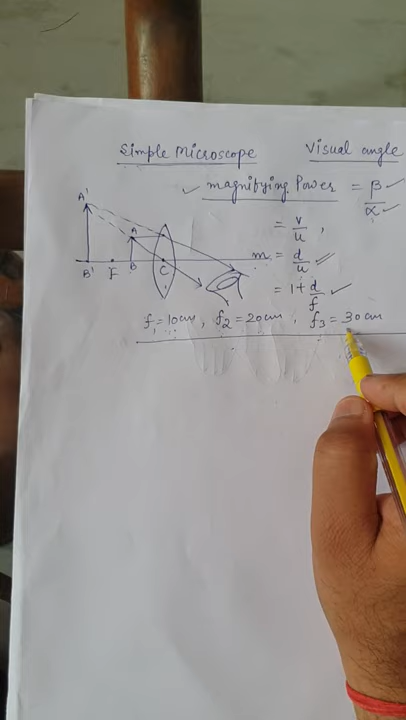 Simple Microscope Visual angle
✓ magnifying Power = β ✓
α ✓
= v/u ,
m = d/u ✓
= 1 + d/f ✓
A'
A
B' F B C
f1 = 10 cm, f2 = 20 cm, f3 = 30 cm